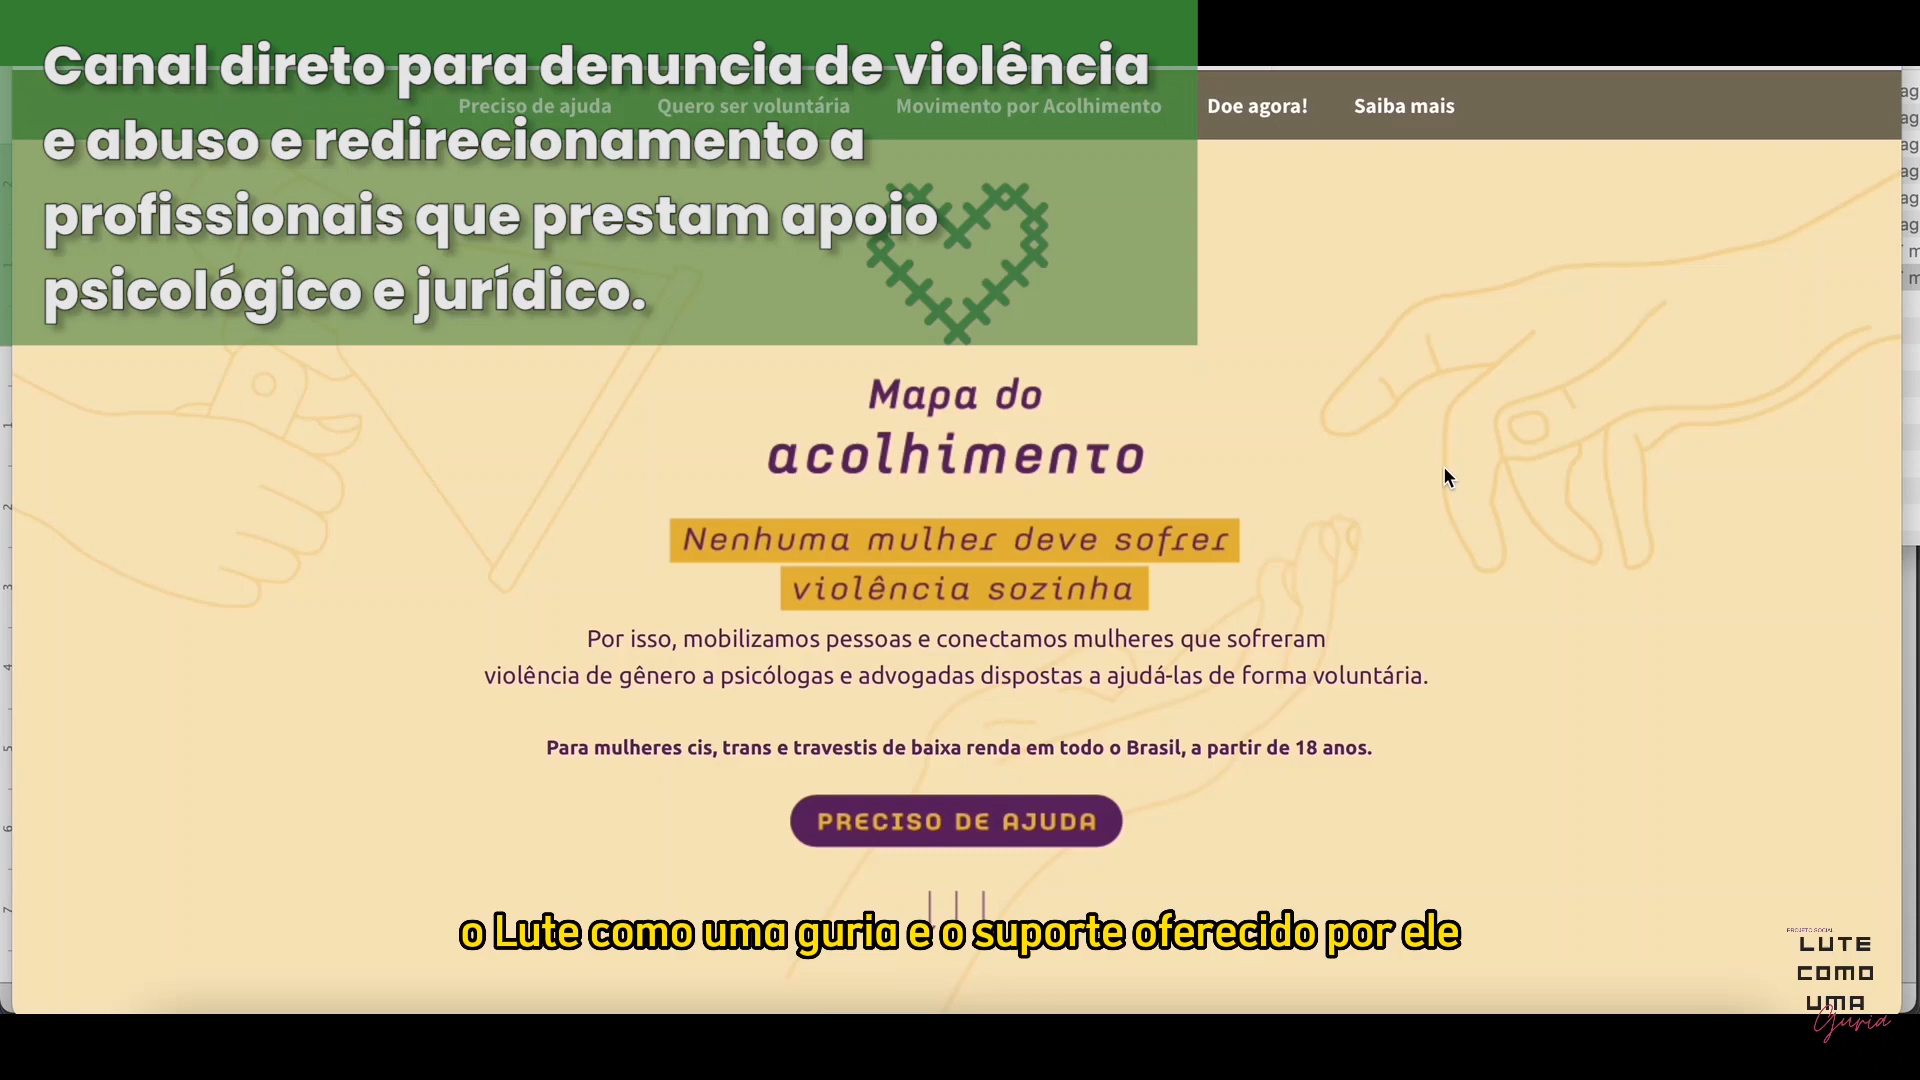 Canal direto para denuncia de violência
e abuso e redirecionamento a
profissionais que prestam apoio
psicológico e jurídico.
Preciso de ajuda Quero ser voluntária Movimento por Acolhimento Doe agora! Saiba mais
Mapa do
acolhimento
Nenhuma mulher deve sofrer
violência sozinha
Por isso, mobilizamos pessoas e conectamos mulheres que sofreram
violência de gênero a psicólogas e advogadas dispostas a ajudá-las de forma voluntária.
Para mulheres cis, trans e travestis de baixa renda em todo o Brasil, a partir de 18 anos.
PRECISO DE AJUDA
o Lute como uma guria e o suporte oferecido por ele
PROJETO SOCIAL
LUTE
COMO
UMA
Guria